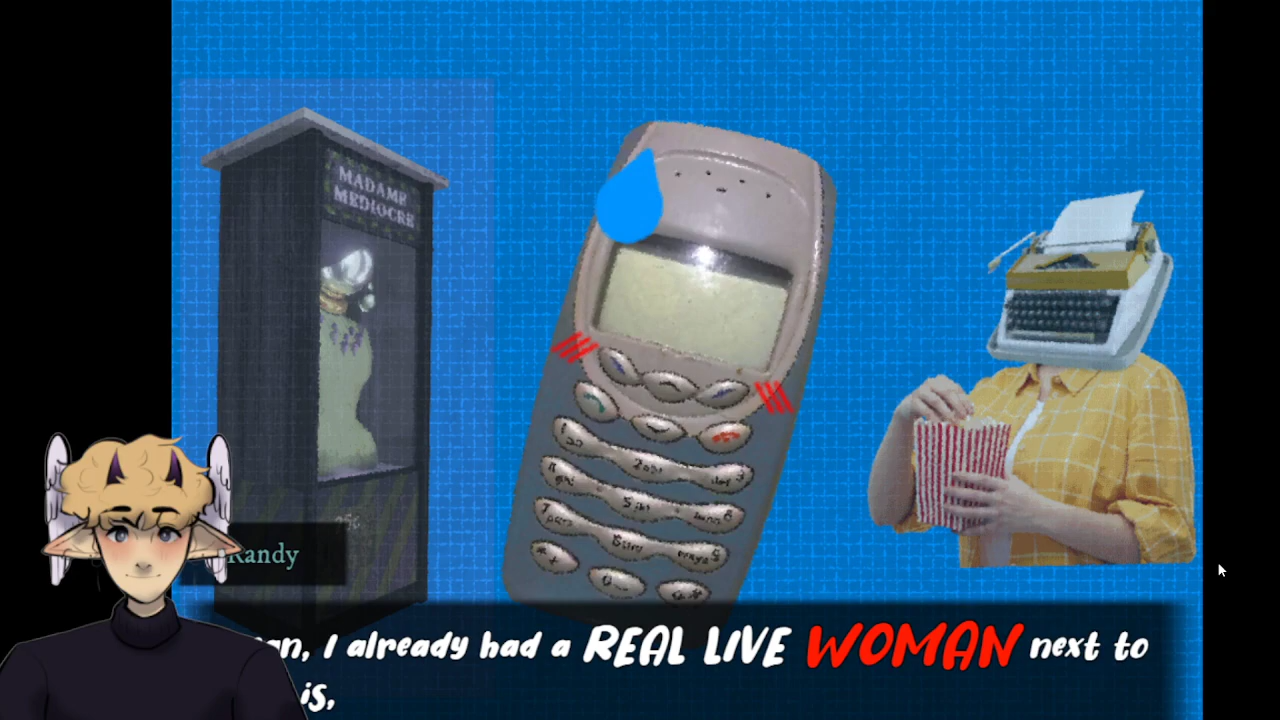 MADAME
MEDIOCRE
Randy
I already had a REAL LIVE WOMAN next to
is,